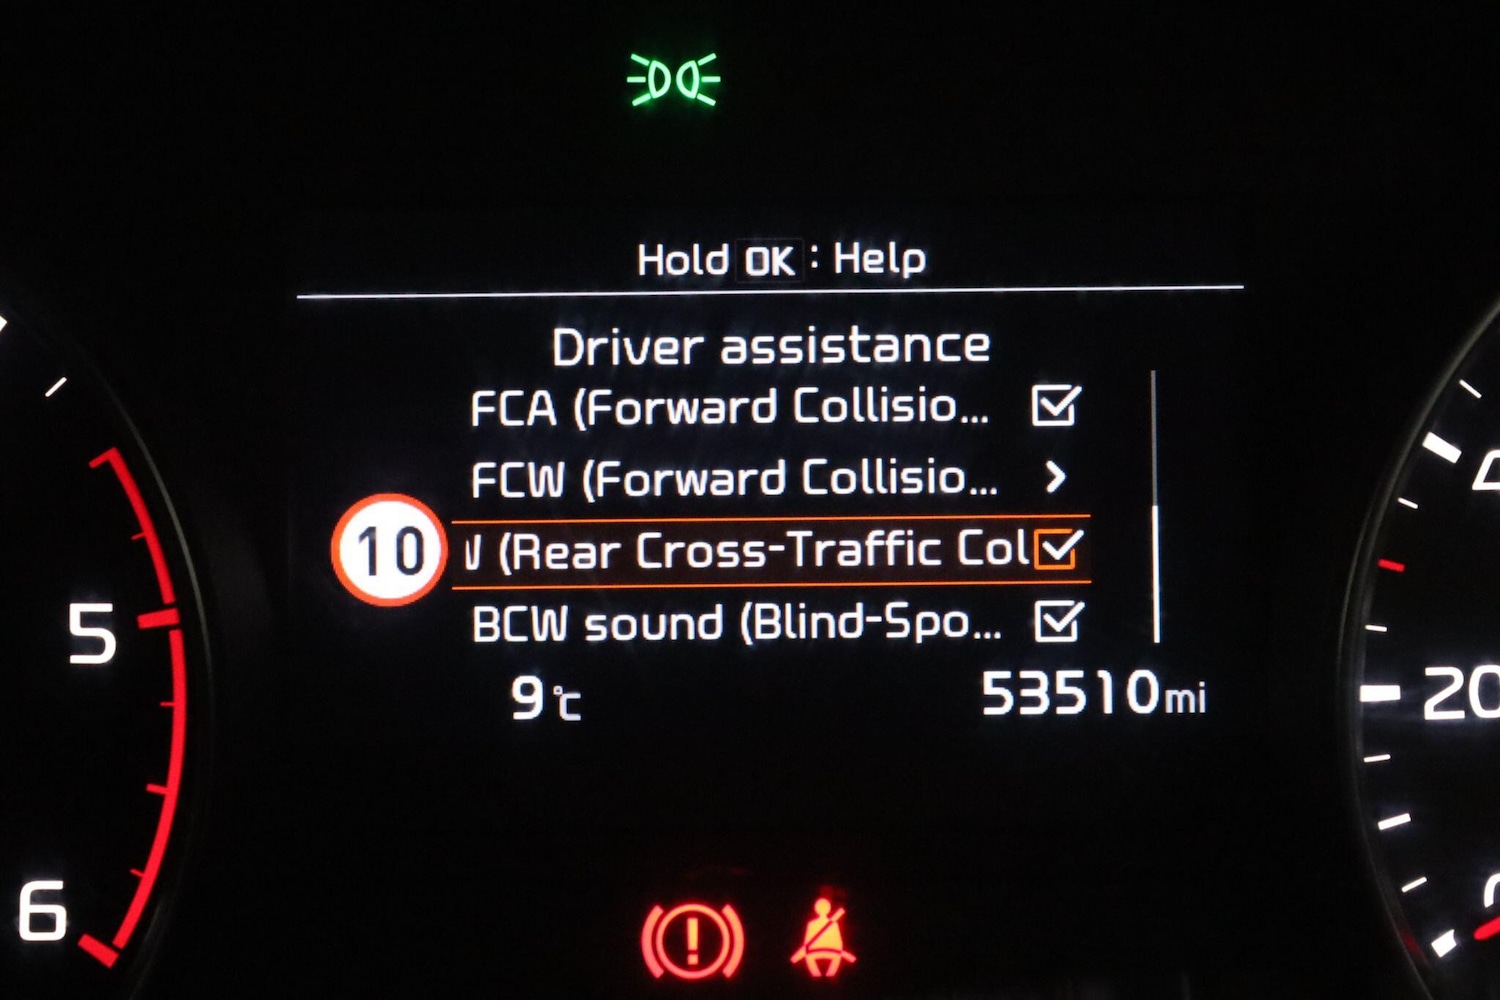 Hold OK : Help
Driver assistance
FCA (Forward Collisio...
FCW (Forward Collisio...
10
(Rear Cross-Traffic Col
BCW sound (Blind-Spo...
9°C
53510mi
5
6
20